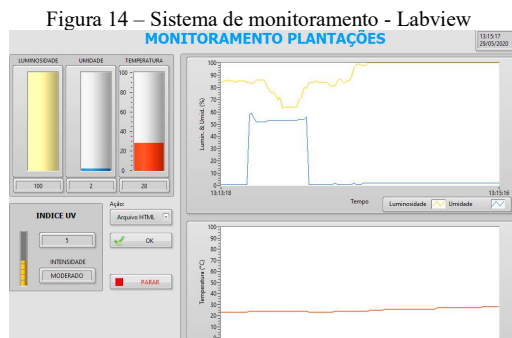 Figura 14 – Sistema de monitoramento - Labview
MONITORAMENTO PLANTAÇÕES
13:15:17
29/05/2020
LUMINOSIDADE
UMIDADE
TEMPERATURA
100
80
60
40
20
0
100
2
28
INDICE UV
5
INTENSIDADE
MODERADO
Ação:
Arquivo HTML
OK
PARAR
Lumin. & Umid. (%)
100
90
80
70
60
50
40
30
20
10
0
13:13:10
13:15:16
Tempo
Luminosidade
Umidade
Temperatura (°C)
100
90
80
70
60
50
40
30
20
10
0